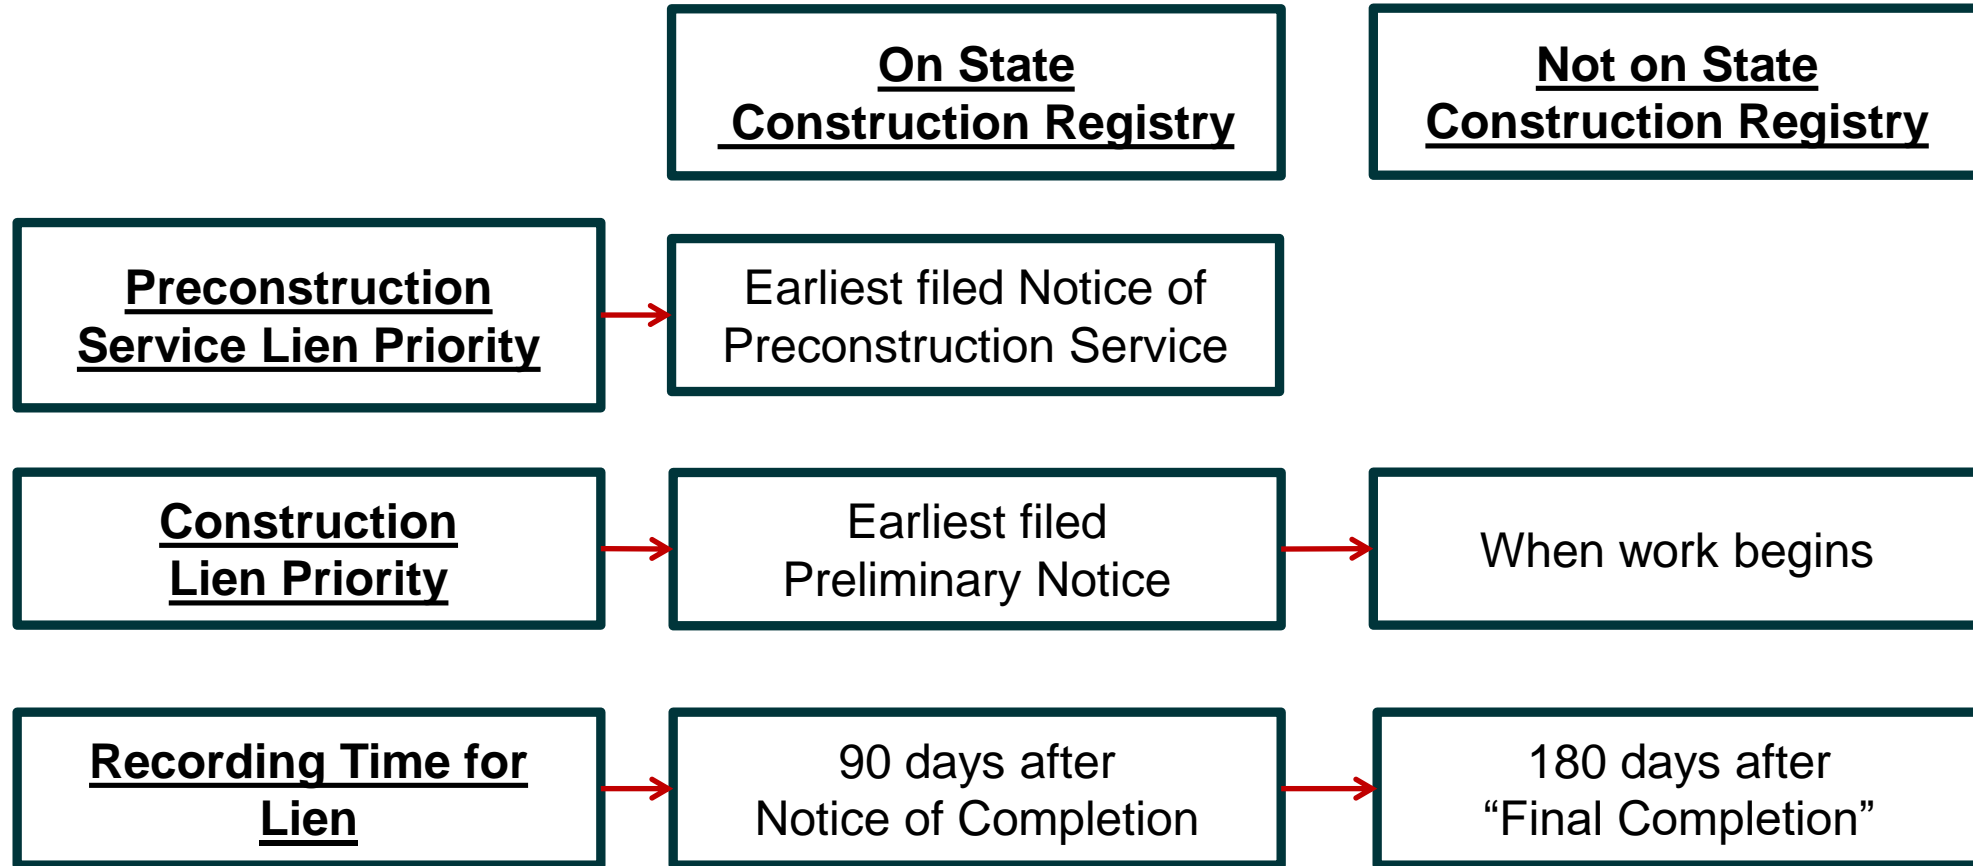 On State
Construction Registry
Not on State
Construction Registry
Preconstruction
Service Lien Priority
Earliest filed Notice of
Preconstruction Service
Construction
Lien Priority
Earliest filed
Preliminary Notice
When work begins
Recording Time for
Lien
90 days after
Notice of Completion
180 days after
“Final Completion”